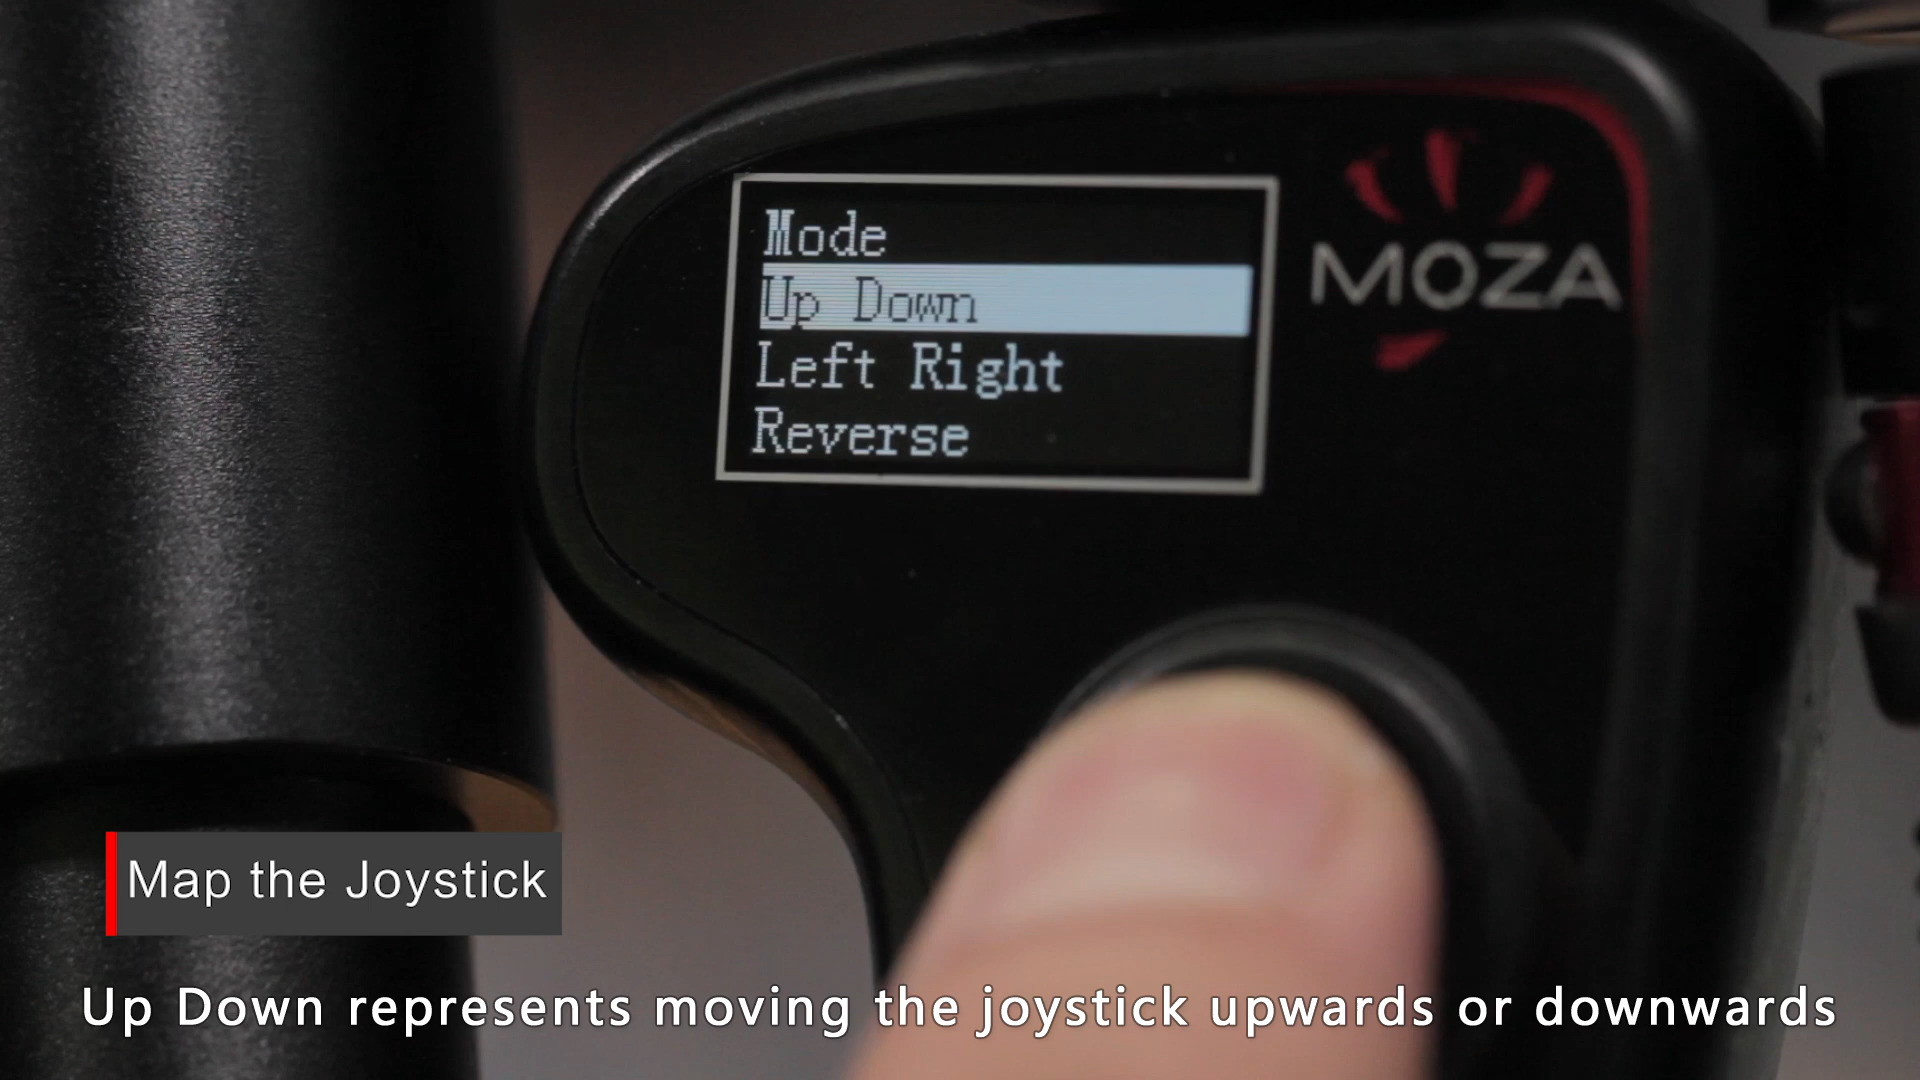 Mode
Up Down
Left Right
Reverse
MOZA
Map the Joystick
Up Down represents moving the joystick upwards or downwards